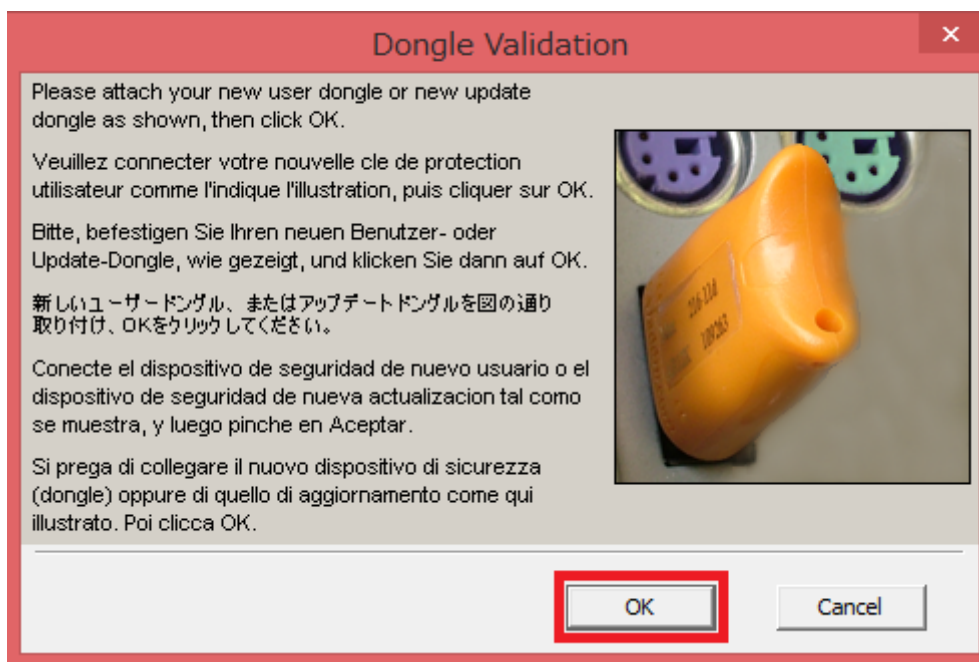 Dongle Validation
Please attach your new user dongle or new update
dongle as shown, then click OK.
Veuillez connecter votre nouvelle cle de protection
utilisateur comme l'indique l'illustration, puis cliquer sur OK.
Bitte, befestigen Sie Ihren neuen Benutzer- oder
Update-Dongle, wie gezeigt, und klicken Sie dann auf OK.
新しいユーザードングル、またはアップデートドングルを図の通り
取り付け、OKをクリックしてください。
Conecte el dispositivo de seguridad de nuevo usuario o el
dispositivo de seguridad de nueva actualizacion tal como
se muestra, y luego pinche en Aceptar.
Si prega di collegare il nuovo dispositivo di sicurezza
(dongle) oppure di quello di aggiornamento come qui
illustrato. Poi clicca OK.
OK
Cancel